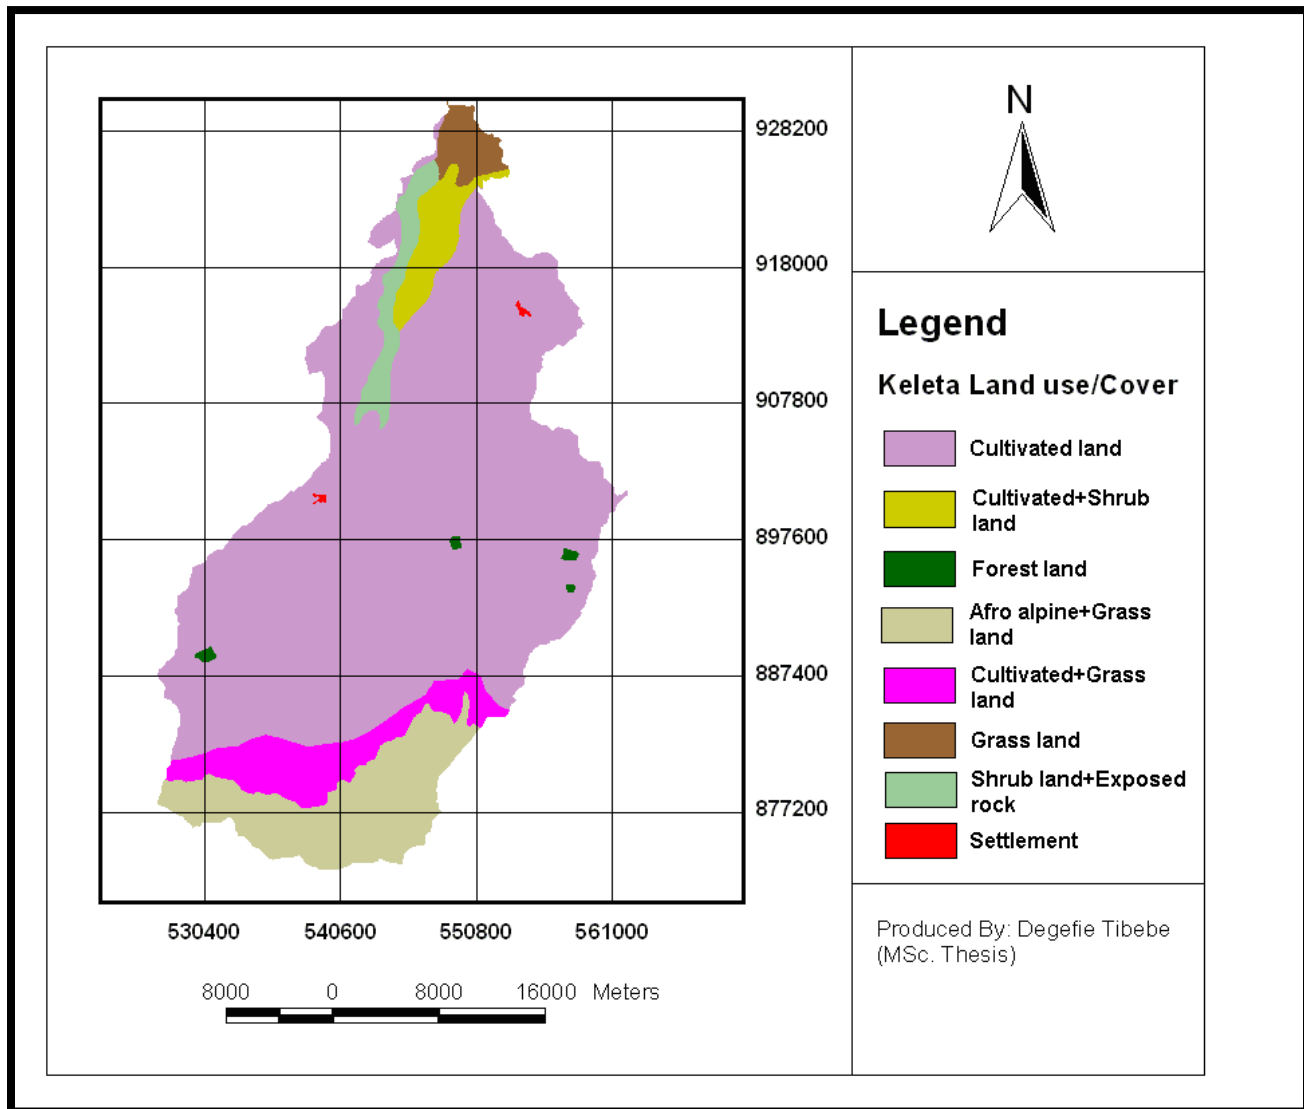 N
928200
918000
907800
897600
887400
877200
530400 540600 550800 561000
8000 0 8000 16000 Meters
Legend
Keleta Land use/Cover
Cultivated land
Cultivated+Shrub
land
Forest land
Afro alpine+Grass
land
Cultivated+Grass
land
Grass land
Shrub land+Exposed
rock
Settlement
Produced By: Degefie Tibebe
(MSc. Thesis)